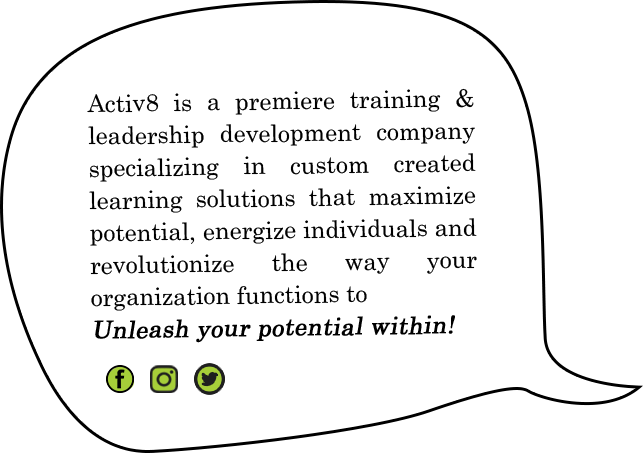 Activ8 is a premiere training &
leadership development company
specializing in custom created
learning solutions that maximize
potential, energize individuals and
revolutionize the way your
organization functions to
Unleash your potential within!